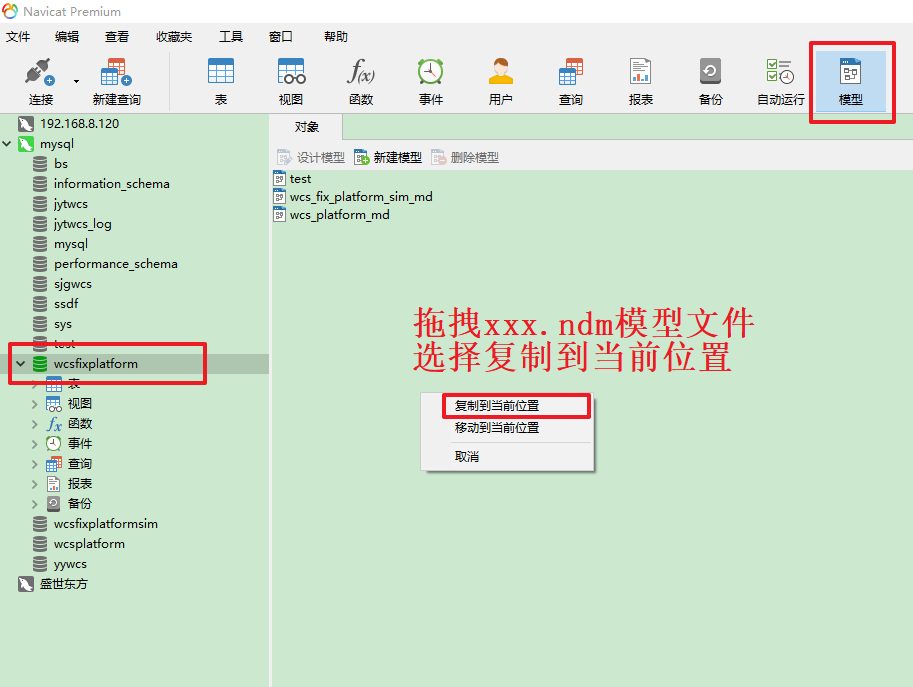 Navicat Premium
文件 编辑 查看 收藏夹 工具 窗口 帮助
连接 新建查询 表 视图 函数 事件 用户 查询 报表 备份 自动运行 模型
192.168.8.120
mysql
bs
information_schema
jytwcs
jytwcs_log
mysql
performance_schema
sjgwcs
ssdf
sys
test
wcsfixplatform
表
视图
函数
事件
查询
报表
备份
wcsfixplatformsim
wcsplatform
yywcs
盛世东方
对象
设计模型 新建模型 删除模型
test
wcs_fix_platform_sim_md
wcs_platform_md
拖拽xxx.ndm模型文件
选择复制到当前位置
复制到当前位置
移动到当前位置
取消